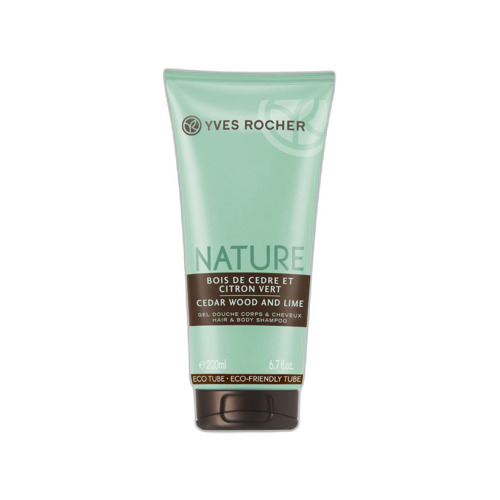 YVES ROCHER
NATURE
BOIS DE CEDRE ET
CITRON VERT
CEDAR WOOD AND LIME
GEL DOUCHE CORPS & CHEVEUX
HAIR & BODY SHAMPOO
℮200ml 6.7fl.oz.
ECO TUBE • ECO-FRIENDLY TUBE